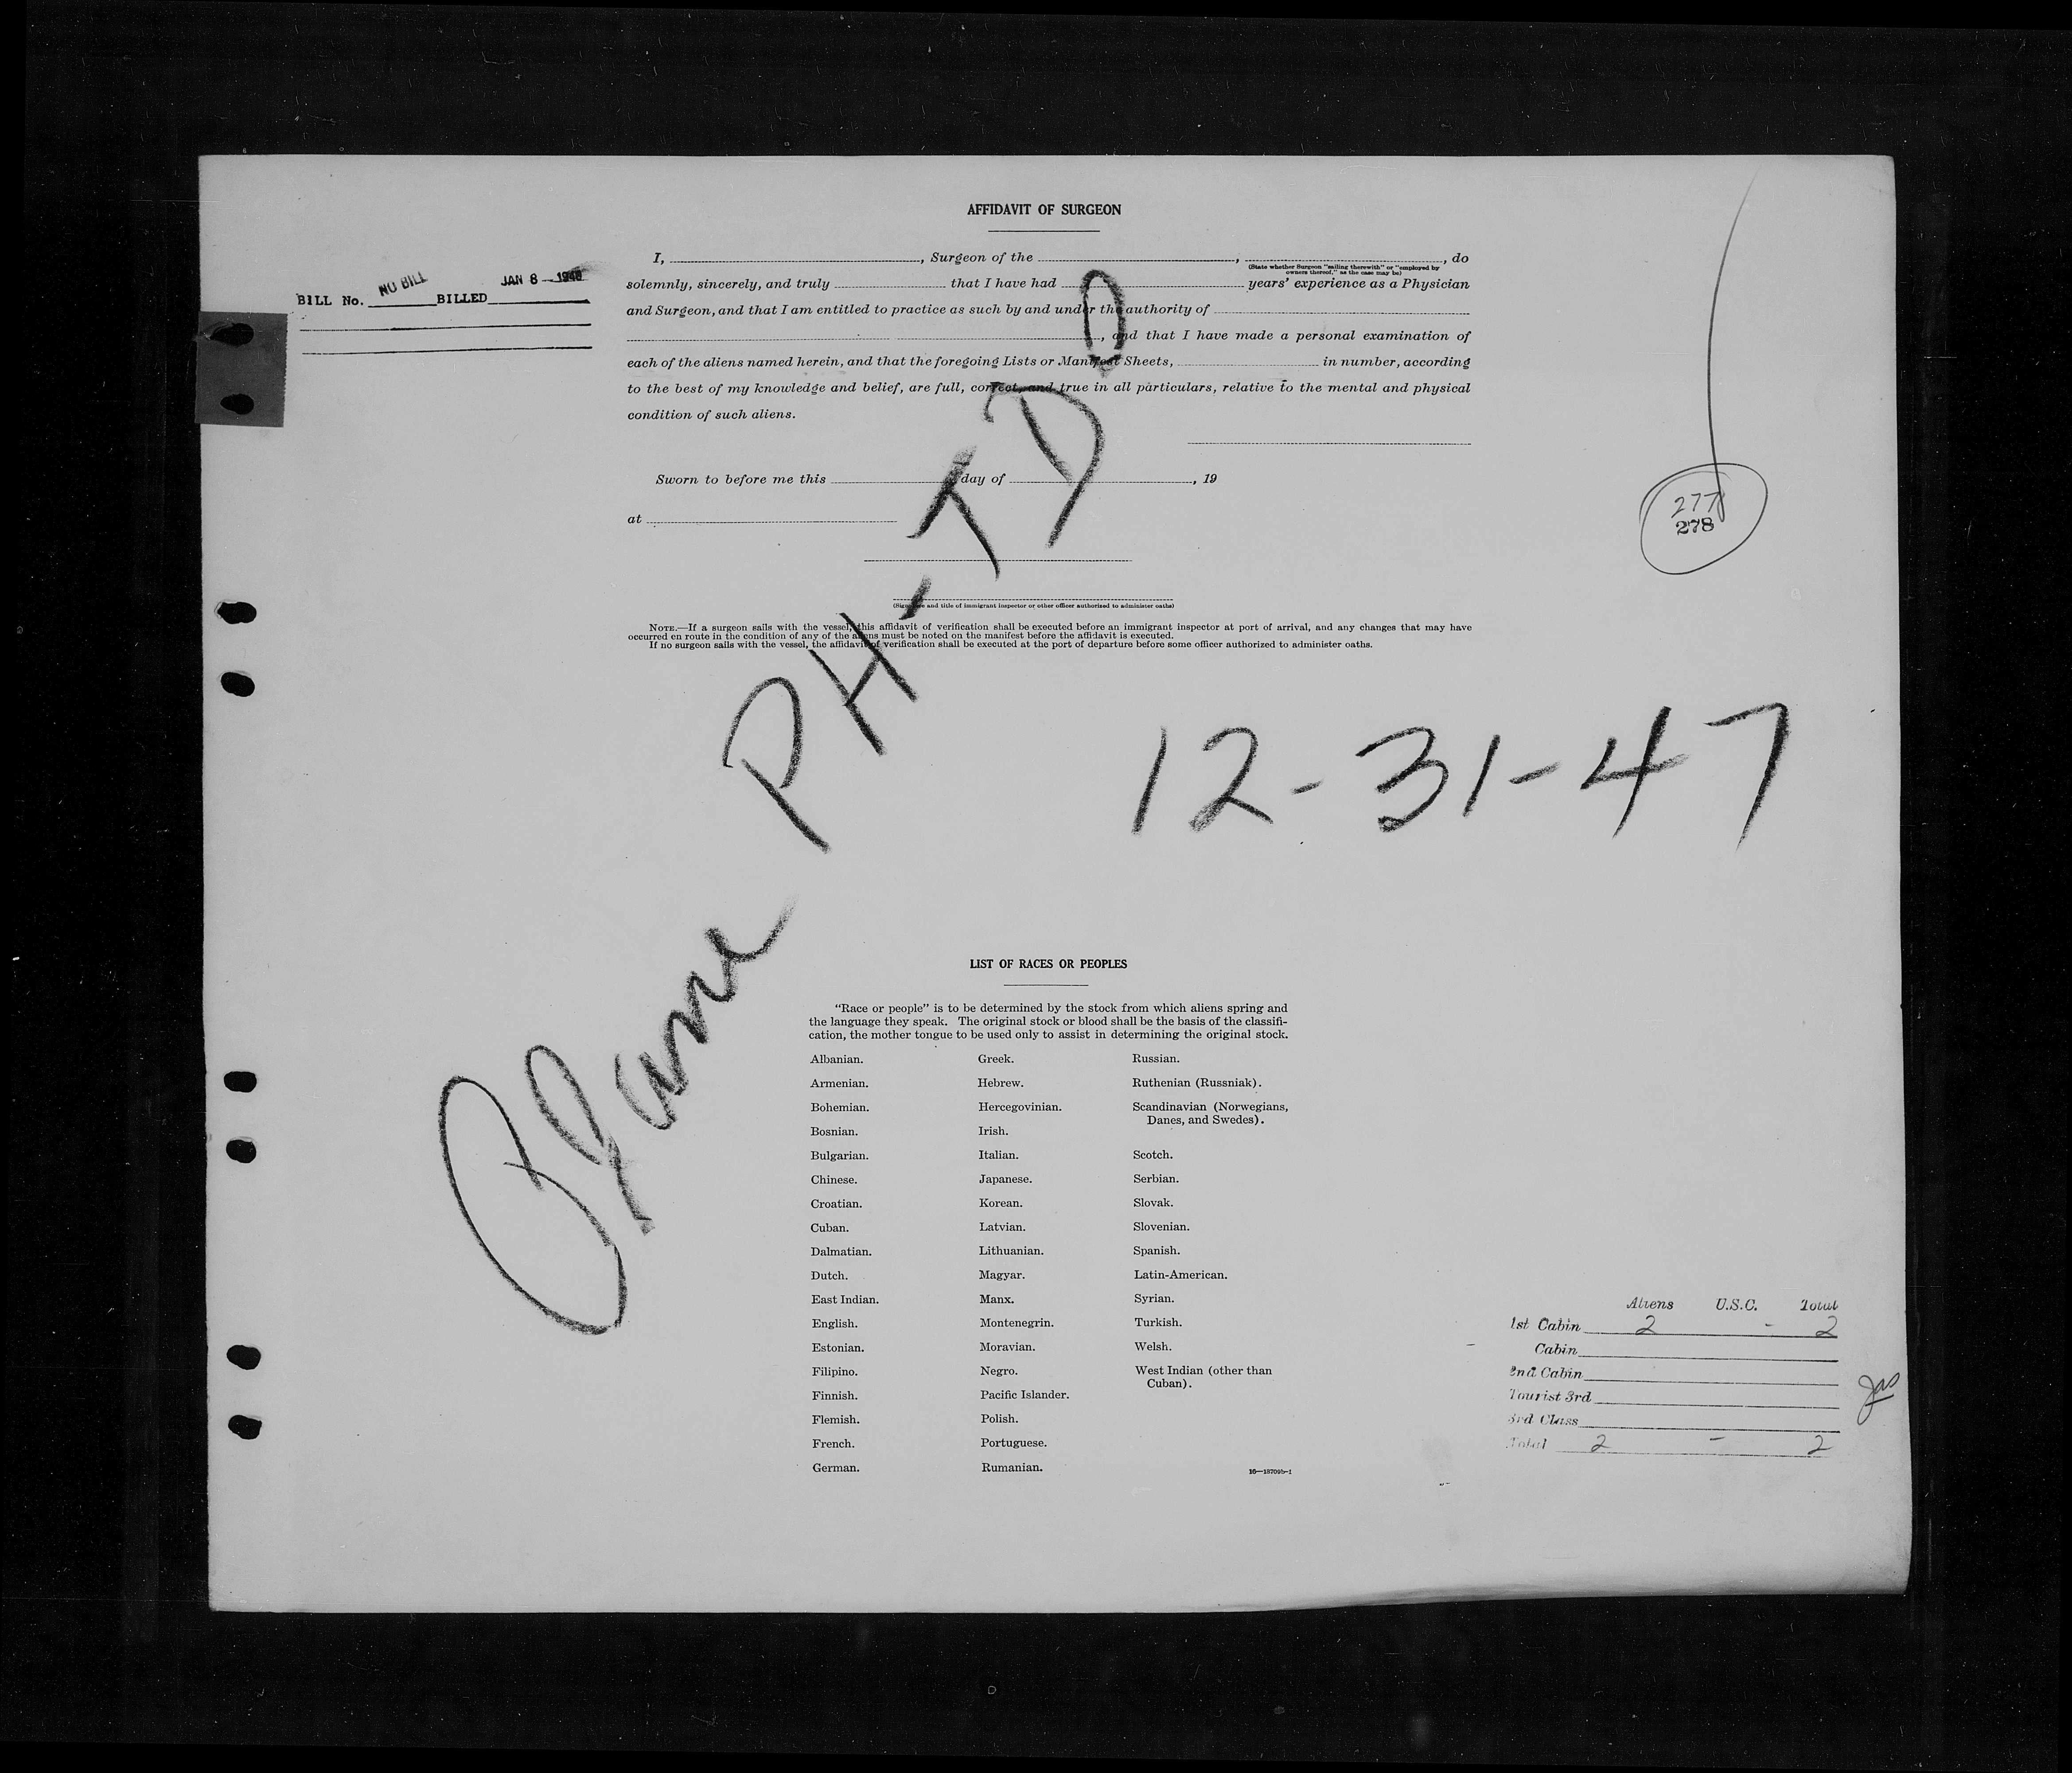 AFFIDAVIT OF SURGEON
I, , Surgeon of the , , do
(State whether Surgeon "sailing therewith" or "employed by
owners thereof," as the case may be)
solemnly, sincerely, and truly that I have had years' experience as a Physician
and Surgeon, and that I am entitled to practice as such by and under the authority of
, and that I have made a personal examination of
each of the aliens named herein, and that the foregoing Lists or Manifest Sheets, in number, according
to the best of my knowledge and belief, are full, correct, and true in all particulars, relative to the mental and physical
condition of such aliens.
BILL No. NO BILL BILLED JAN 8 - 1948
Sworn to before me this day of , 19
at
(Signature and title of immigrant inspector or other officer authorized to administer oaths)
NOTE.—If a surgeon sails with the vessel, this affidavit of verification shall be executed before an immigrant inspector at port of arrival, and any changes that may have
occurred en route in the condition of any of the aliens must be noted on the manifest before the affidavit is executed.
If no surgeon sails with the vessel, the affidavit of verification shall be executed at the port of departure before some officer authorized to administer oaths.
277
278
Plane PH-TDO
12-31-47
LIST OF RACES OR PEOPLES
"Race or people" is to be determined by the stock from which aliens spring and
the language they speak. The original stock or blood shall be the basis of the classifi-
cation, the mother tongue to be used only to assist in determining the original stock.
Albanian.
Armenian.
Bohemian.
Bosnian.
Bulgarian.
Chinese.
Croatian.
Cuban.
Dalmatian.
Dutch.
East Indian.
English.
Estonian.
Filipino.
Finnish.
Flemish.
French.
German.
Greek.
Hebrew.
Hercegovinian.
Irish.
Italian.
Japanese.
Korean.
Latvian.
Lithuanian.
Magyar.
Manx.
Montenegrin.
Moravian.
Negro.
Pacific Islander.
Polish.
Portuguese.
Rumanian.
Russian.
Ruthenian (Russniak).
Scandinavian (Norwegians,
Danes, and Swedes).
Scotch.
Serbian.
Slovak.
Slovenian.
Spanish.
Latin-American.
Syrian.
Turkish.
Welsh.
West Indian (other than
Cuban).
Aliens U.S.C. Total
1st Cabin 2 - 2
Cabin
2nd Cabin
Tourist 3rd
3rd Class
Total 2 - 2